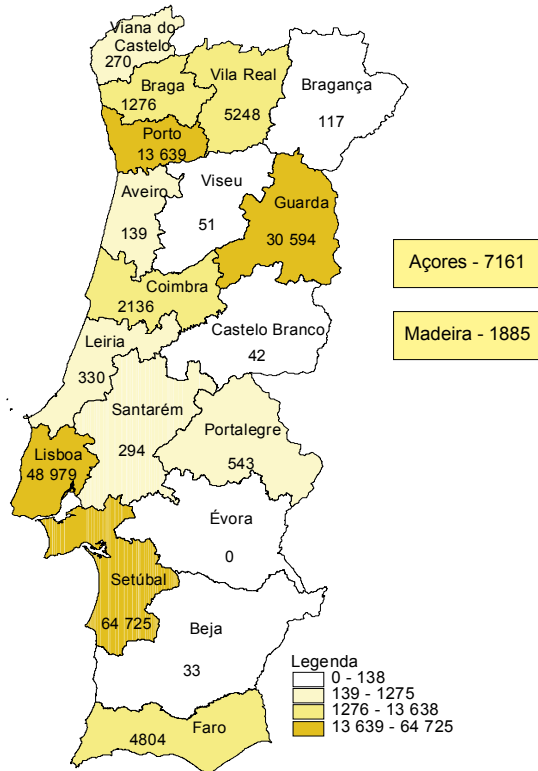 Viana do
Castelo
270
Braga
1276
Vila Real
5248
Bragança
117
Porto
13 639
Aveiro
139
Viseu
51
Guarda
30 594
Açores - 7161
Coimbra
2136
Madeira - 1885
Castelo Branco
42
Leiria
330
Santarém
294
Portalegre
543
Lisboa
48 979
Évora
0
Setúbal
64 725
Beja
33
Faro
4804
Legenda
0 - 138
139 - 1275
1276 - 13 638
13 639 - 64 725